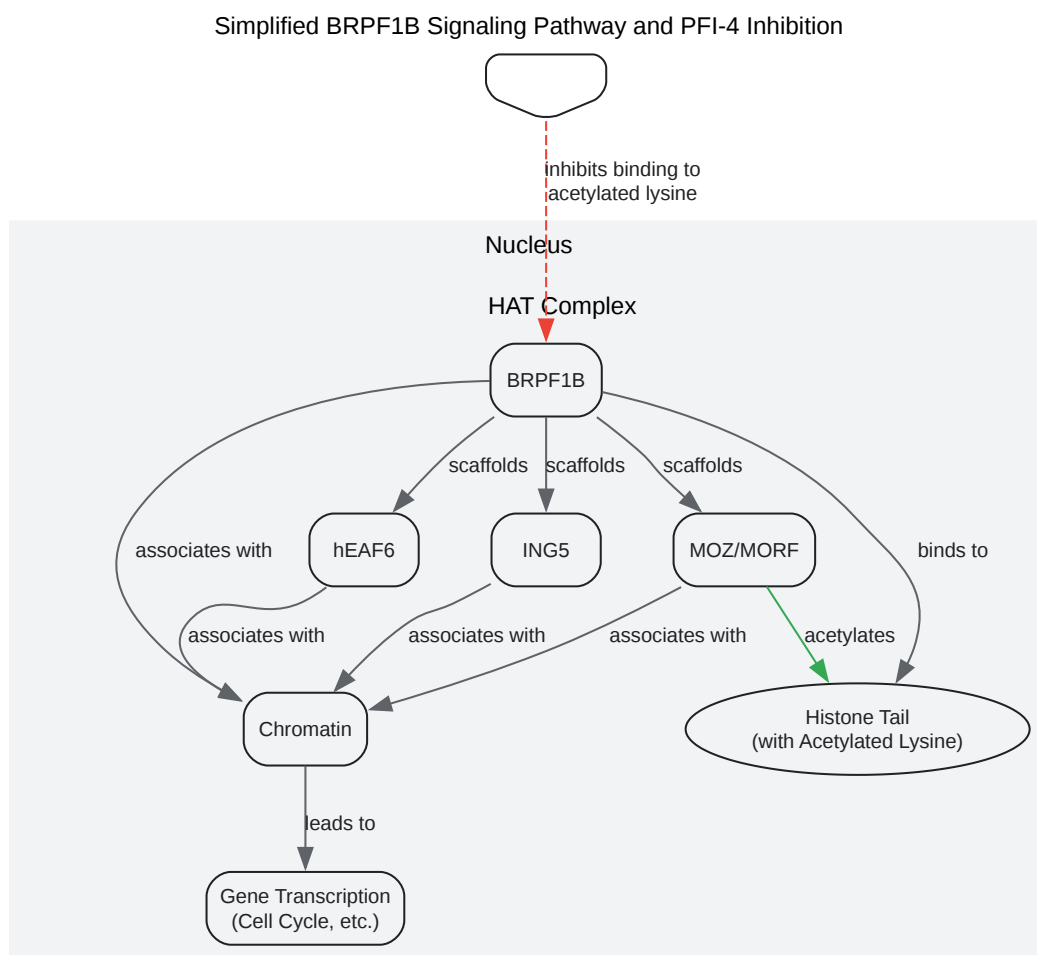 Simplified BRPF1B Signaling Pathway and PFI-4 Inhibition
inhibits binding to
acetylated lysine
Nucleus
HAT Complex
BRPF1B
scaffolds
scaffolds
scaffolds
associates with
hEAF6
ING5
MOZ/MORF
binds to
associates with
associates with
associates with
acetylates
Chromatin
Histone Tail
(with Acetylated Lysine)
leads to
Gene Transcription
(Cell Cycle, etc.)